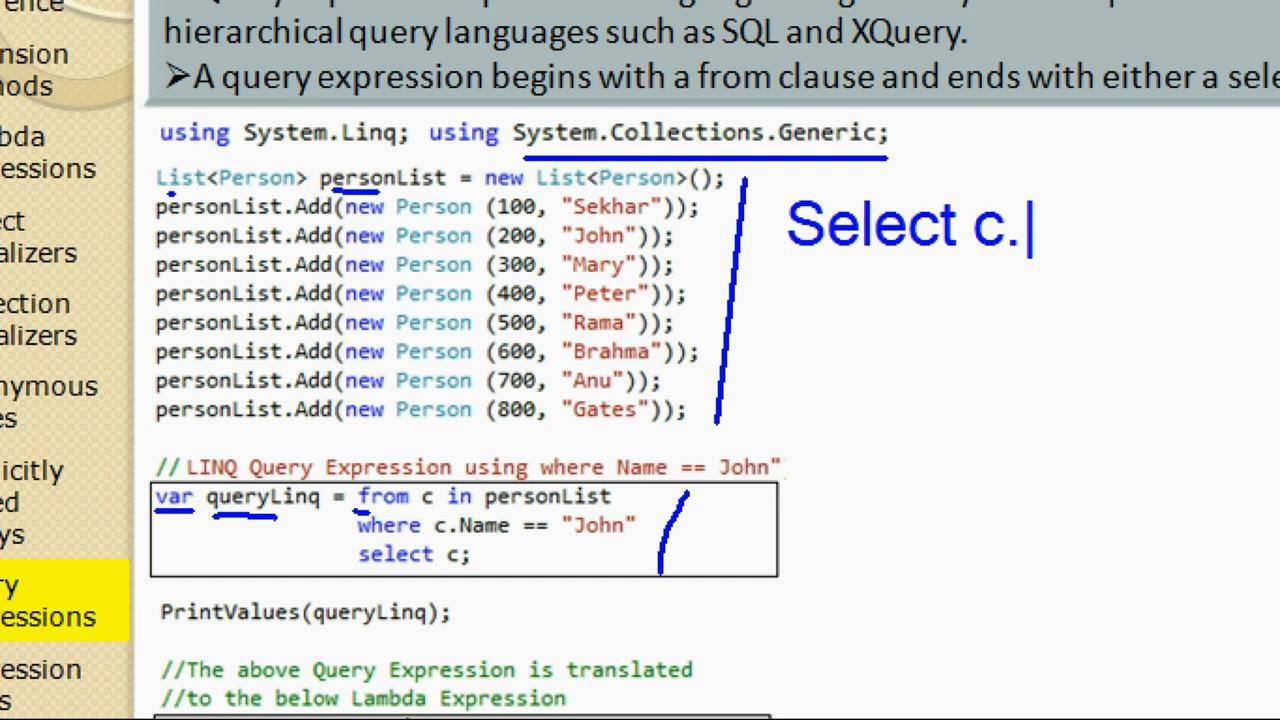 hierarchical query languages such as SQL and XQuery.
➢A query expression begins with a from clause and ends with either a sele
using System.Linq; using System.Collections.Generic;
List<Person> personList = new List<Person>();
personList.Add(new Person (100, "Sekhar"));
personList.Add(new Person (200, "John"));
personList.Add(new Person (300, "Mary"));
personList.Add(new Person (400, "Peter"));
personList.Add(new Person (500, "Rama"));
personList.Add(new Person (600, "Brahma"));
personList.Add(new Person (700, "Anu"));
personList.Add(new Person (800, "Gates"));
Select c.
// LINQ Query Expression using where Name == John"
var queryLinq = from c in personList
where c.Name == "John"
select c;
PrintValues(queryLinq);
//The above Query Expression is translated
//to the below Lambda Expression
nsion
ods
bda
essions
ect
alizers
ection
alizers
nymous
es
icitly
ed
ys
ry
essions
ession
s